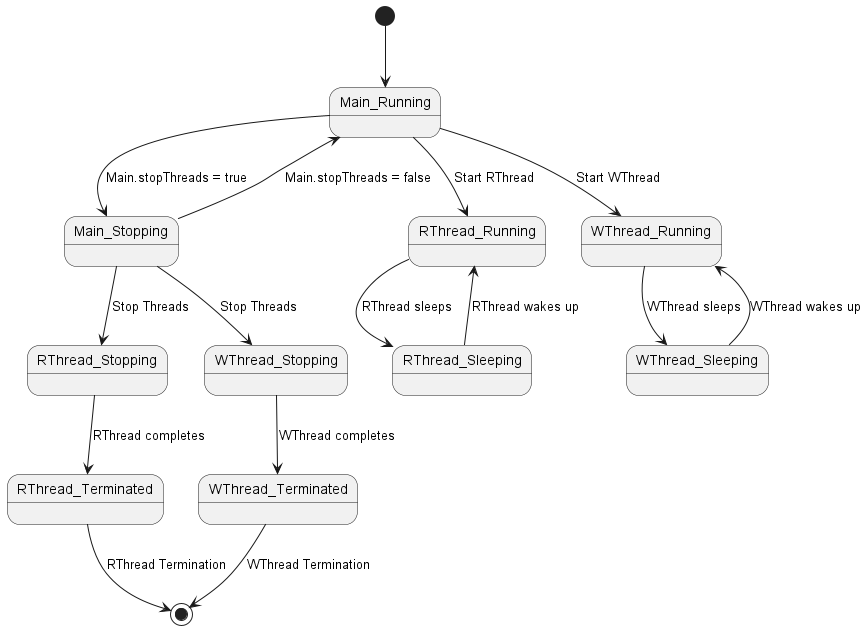 Main_Running
Main.stopThreads = true
Main.stopThreads = false
Start RThread
Start WThread
Main_Stopping
RThread_Running
WThread_Running
Stop Threads
Stop Threads
RThread sleeps
RThread wakes up
WThread sleeps
WThread wakes up
RThread_Stopping
WThread_Stopping
RThread_Sleeping
WThread_Sleeping
RThread completes
WThread completes
RThread_Terminated
WThread_Terminated
RThread Termination
WThread Termination